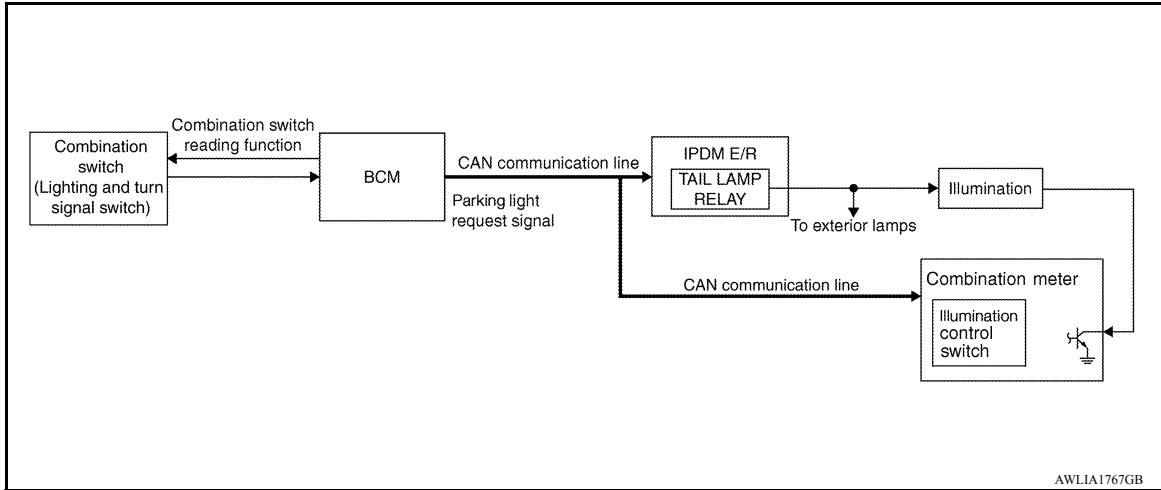 Combination switch
reading function
Combination
switch
(Lighting and turn
signal switch)
BCM
CAN communication line
Parking light
request signal
IPDM E/R
TAIL LAMP
RELAY
To exterior lamps
Illumination
CAN communication line
Combination meter
Illumination
control
switch
AWLIA1767GB